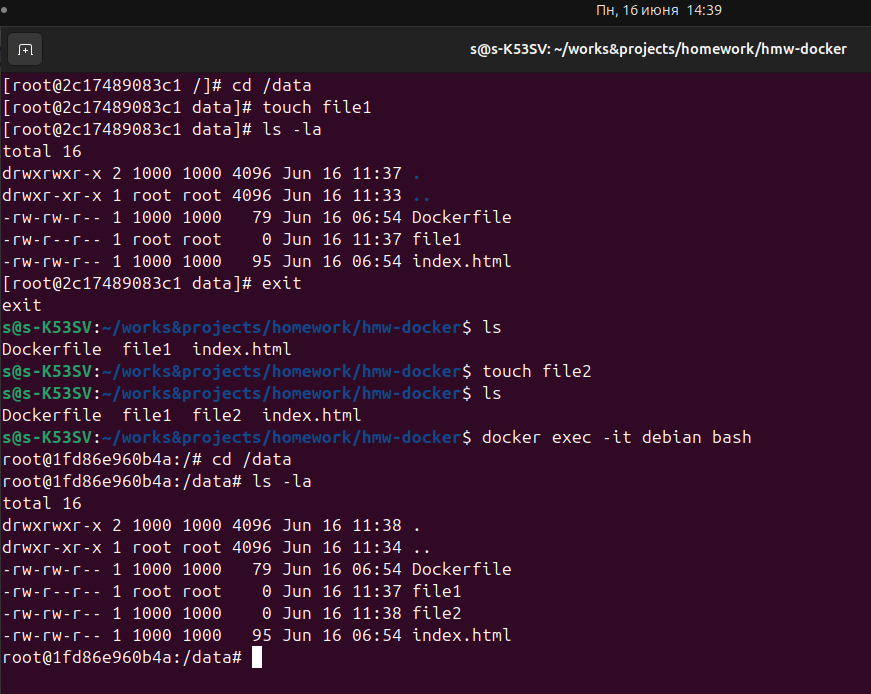 Пн, 16 июня 14:39
s@s-K53SV: ~/works&projects/homework/hmw-docker
[root@2c17489083c1 /]# cd /data
[root@2c17489083c1 data]# touch file1
[root@2c17489083c1 data]# ls -la
total 16
drwxrwxr-x 2 1000 1000 4096 Jun 16 11:37 .
drwxr-xr-x 1 root root 4096 Jun 16 11:33 ..
-rw-rw-r-- 1 1000 1000   79 Jun 16 06:54 Dockerfile
-rw-r--r-- 1 root root    0 Jun 16 11:37 file1
-rw-rw-r-- 1 1000 1000   95 Jun 16 06:54 index.html
[root@2c17489083c1 data]# exit
exit
s@s-K53SV:~/works&projects/homework/hmw-docker$ ls
Dockerfile  file1  index.html
s@s-K53SV:~/works&projects/homework/hmw-docker$ touch file2
s@s-K53SV:~/works&projects/homework/hmw-docker$ ls
Dockerfile  file1  file2  index.html
s@s-K53SV:~/works&projects/homework/hmw-docker$ docker exec -it debian bash
root@1fd86e960b4a:/# cd /data
root@1fd86e960b4a:/data# ls -la
total 16
drwxrwxr-x 2 1000 1000 4096 Jun 16 11:38 .
drwxr-xr-x 1 root root 4096 Jun 16 11:34 ..
-rw-rw-r-- 1 1000 1000   79 Jun 16 06:54 Dockerfile
-rw-r--r-- 1 root root    0 Jun 16 11:37 file1
-rw-rw-r-- 1 1000 1000    0 Jun 16 11:38 file2
-rw-rw-r-- 1 1000 1000   95 Jun 16 06:54 index.html
root@1fd86e960b4a:/data#